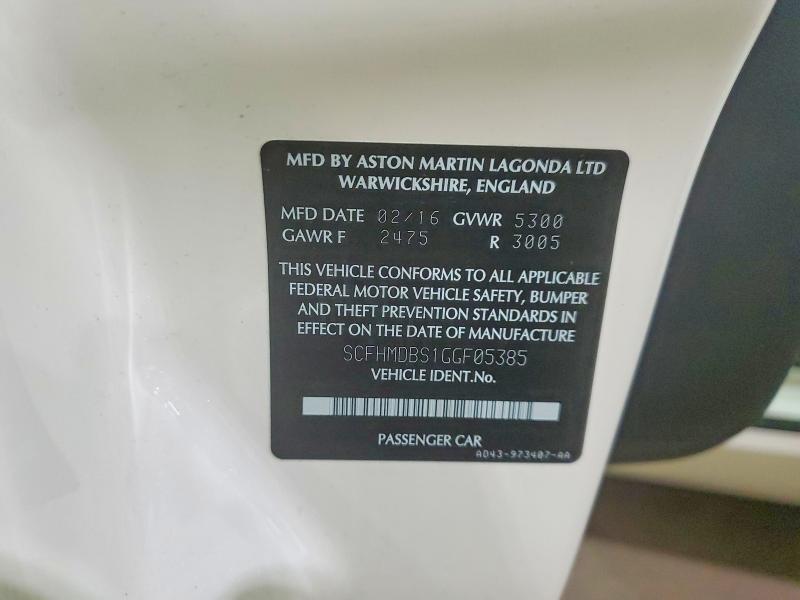 MFD BY ASTON MARTIN LAGONDA LTD
WARWICKSHIRE, ENGLAND
MFD DATE 02/16 GVWR 5300
GAWR F 2475 R 3005
THIS VEHICLE CONFORMS TO ALL APPLICABLE
FEDERAL MOTOR VEHICLE SAFETY, BUMPER
AND THEFT PREVENTION STANDARDS IN
EFFECT ON THE DATE OF MANUFACTURE
SCFHMDBS1GGF05385
VEHICLE IDENT.No.
PASSENGER CAR
AD43-973407-AA